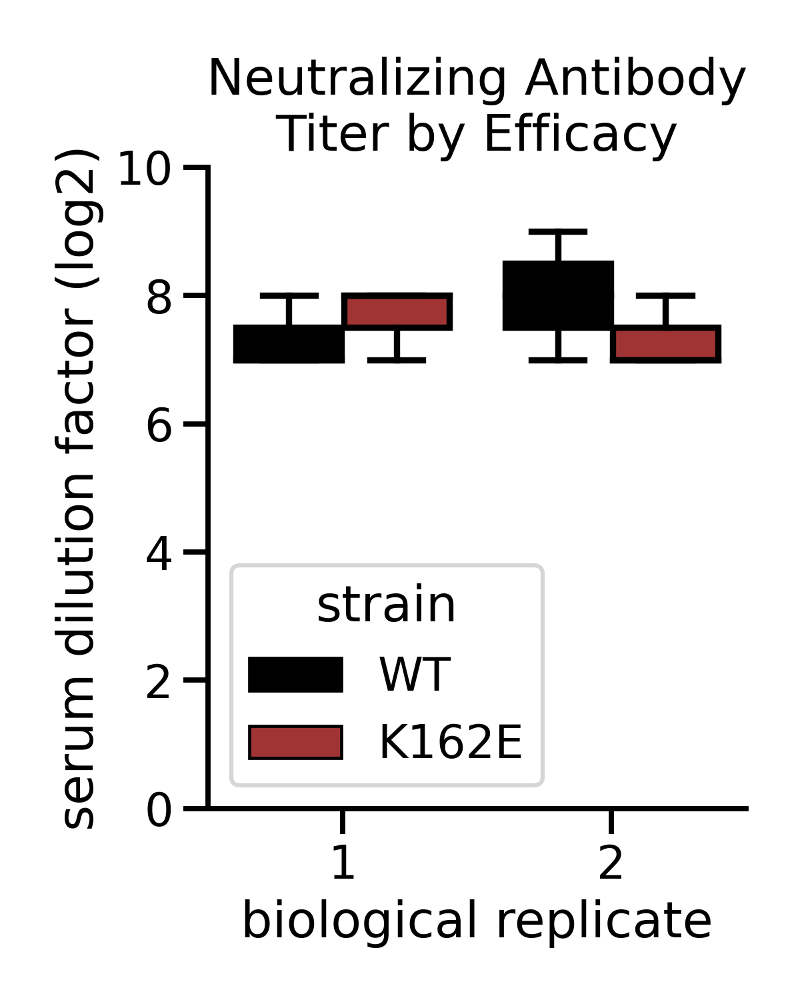 Neutralizing Antibody
Titer by Efficacy
serum dilution factor (log2)
10
8
6
4
2
0
strain
WT
K162E
1
2
biological replicate